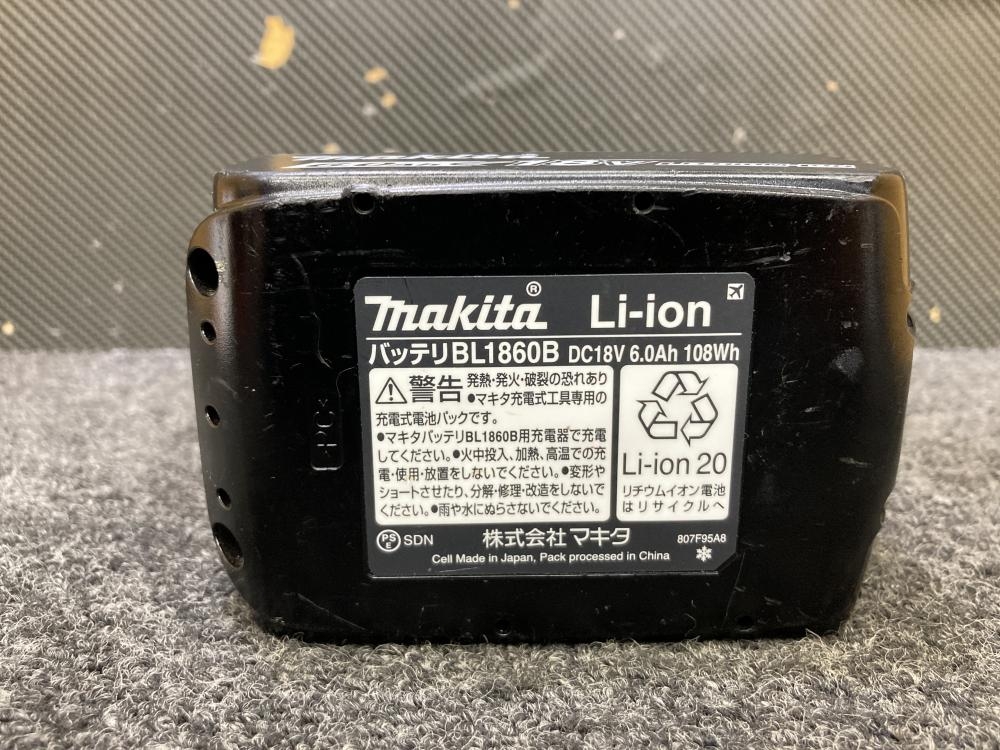 makita® Li-ion
バッテリBL1860B DC18V 6.0Ah 108Wh
警告 発熱・発火・破裂の恐れあり
●マキタ充電式工具専用の
充電式電池パックです。
●マキタバッテリBL1860B用充電器で充電
してください。●火中投入、加熱、高温での充
電・使用・放置をしないでください。●変形や
ショートさせたり、分解・修理・改造をしないで
ください。●雨や水にぬらさないでください。
Li-ion 20
リチウムイオン電池
はリサイクルへ
PS
E SDN 株式会社 マキタ 807F95A8
Cell Made in Japan, Pack processed in China